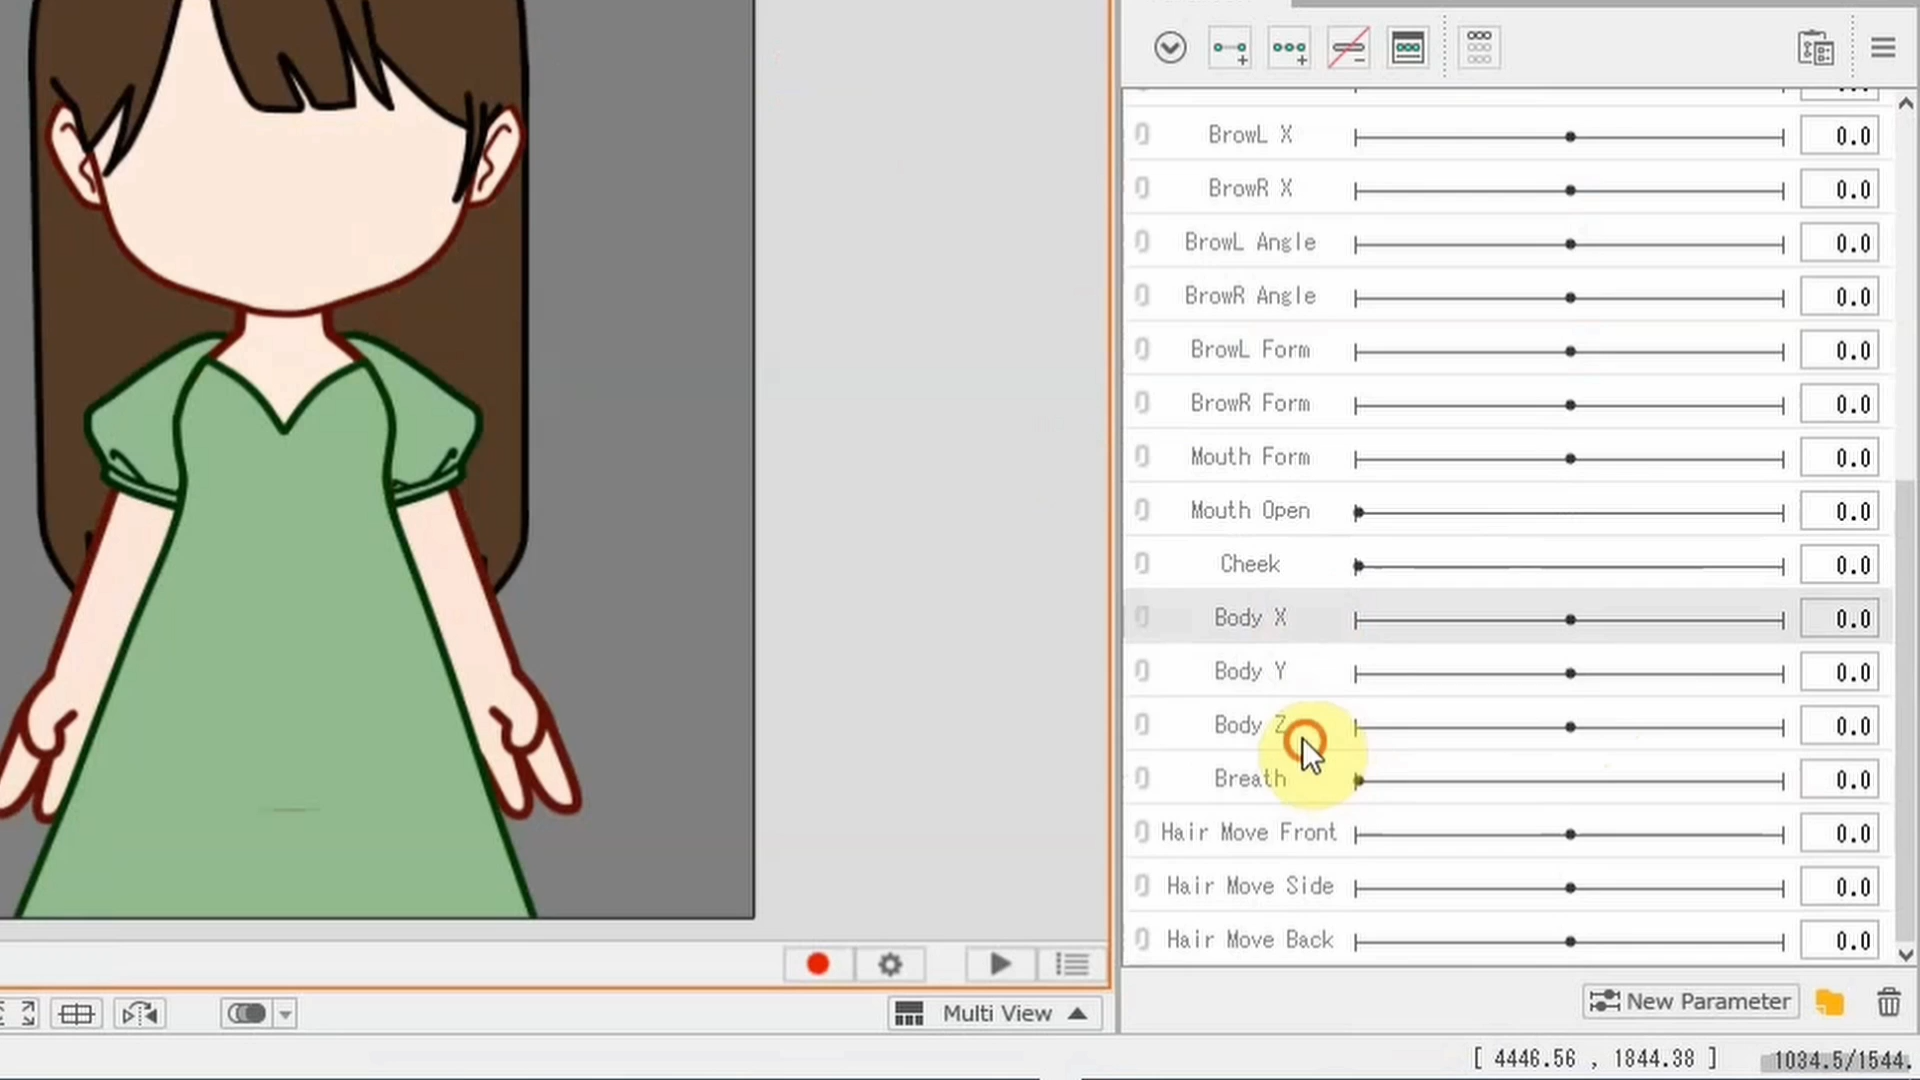 BrowL X 0.0
BrowR X 0.0
BrowL Angle 0.0
BrowR Angle 0.0
BrowL Form 0.0
BrowR Form 0.0
Mouth Form 0.0
Mouth Open 0.0
Cheek 0.0
Body X 0.0
Body Y 0.0
Body Z 0.0
Breath 0.0
Hair Move Front 0.0
Hair Move Side 0.0
Hair Move Back 0.0
New Parameter
Multi View
[ 4446.56 , 1844.38 ] 1034.5/1544.